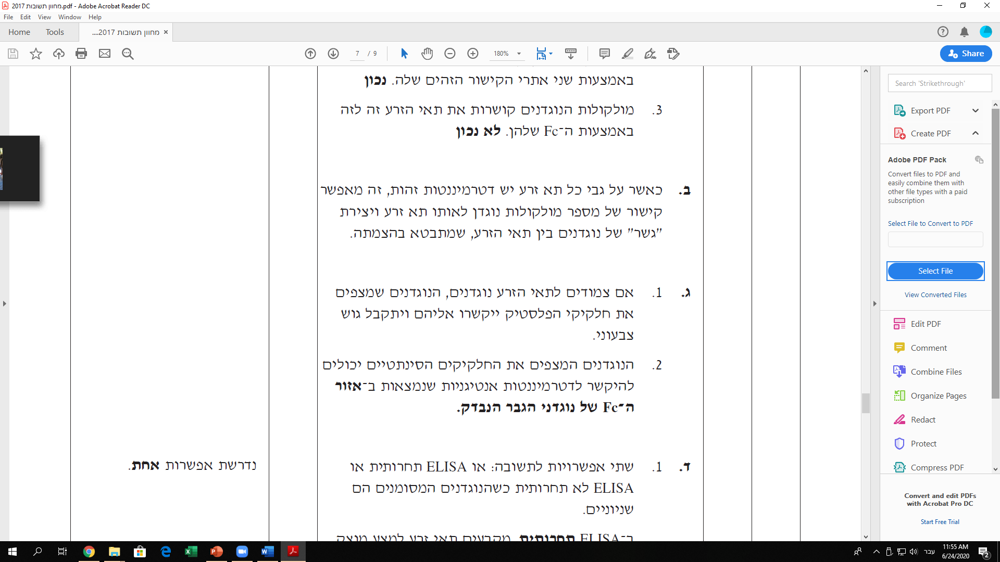 מחוון תשובות 2017.pdf - Adobe Acrobat Reader DC
File Edit View Window Help
Home Tools מחוון תשובות 2017....
7 / 9 180% Share
באמצעות שני אתרי הקישור הזהים שלה. נכון
3. מולקולות הנוגדנים קושרות את תאי הזרע זה לזה
באמצעות ה־Fc שלהן. לא נכון
ב. כאשר על גבי כל תא זרע יש דטרמיננטות זהות, זה מאפשר
קישור של מספר מולקולות נוגדן לאותו תא זרע ויצירת
"גשר" של נוגדנים בין תאי הזרע, שמתבטא בהצמתה.
ג. 1. אם צמודים לתאי הזרע נוגדנים, הנוגדנים שמצפים
את חלקיקי הפלסטיק ייקשרו אליהם ויתקבל גוש
צבעוני.
2. הנוגדנים המצפים את החלקיקים הסינתטיים יכולים
להיקשר לדטרמיננטות אנטיגניות שנמצאות ב־אזור
ה־Fc של נוגדני הגבר הנבדק.
ד. 1. שתי אפשרויות לתשובה: או ELISA תחרותית או
ELISA לא תחרותית כשהנוגדנים המסומנים הם
שניוניים.
ב־ELISA תחרותית מקבעים תאי זרע למצע מוצק
נדרשת אפשרות אחת.
Search 'Strikethrough'
Export PDF
Create PDF
Adobe PDF Pack
Convert files to PDF and
easily combine them with
other file types with a paid
subscription
Select File to Convert to PDF
Select File
View Converted Files
Edit PDF
Comment
Combine Files
Organize Pages
Redact
Protect
Compress PDF
Convert and edit PDFs
with Acrobat Pro DC
Start Free Trial
עבר
11:55 AM
6/24/2020
2